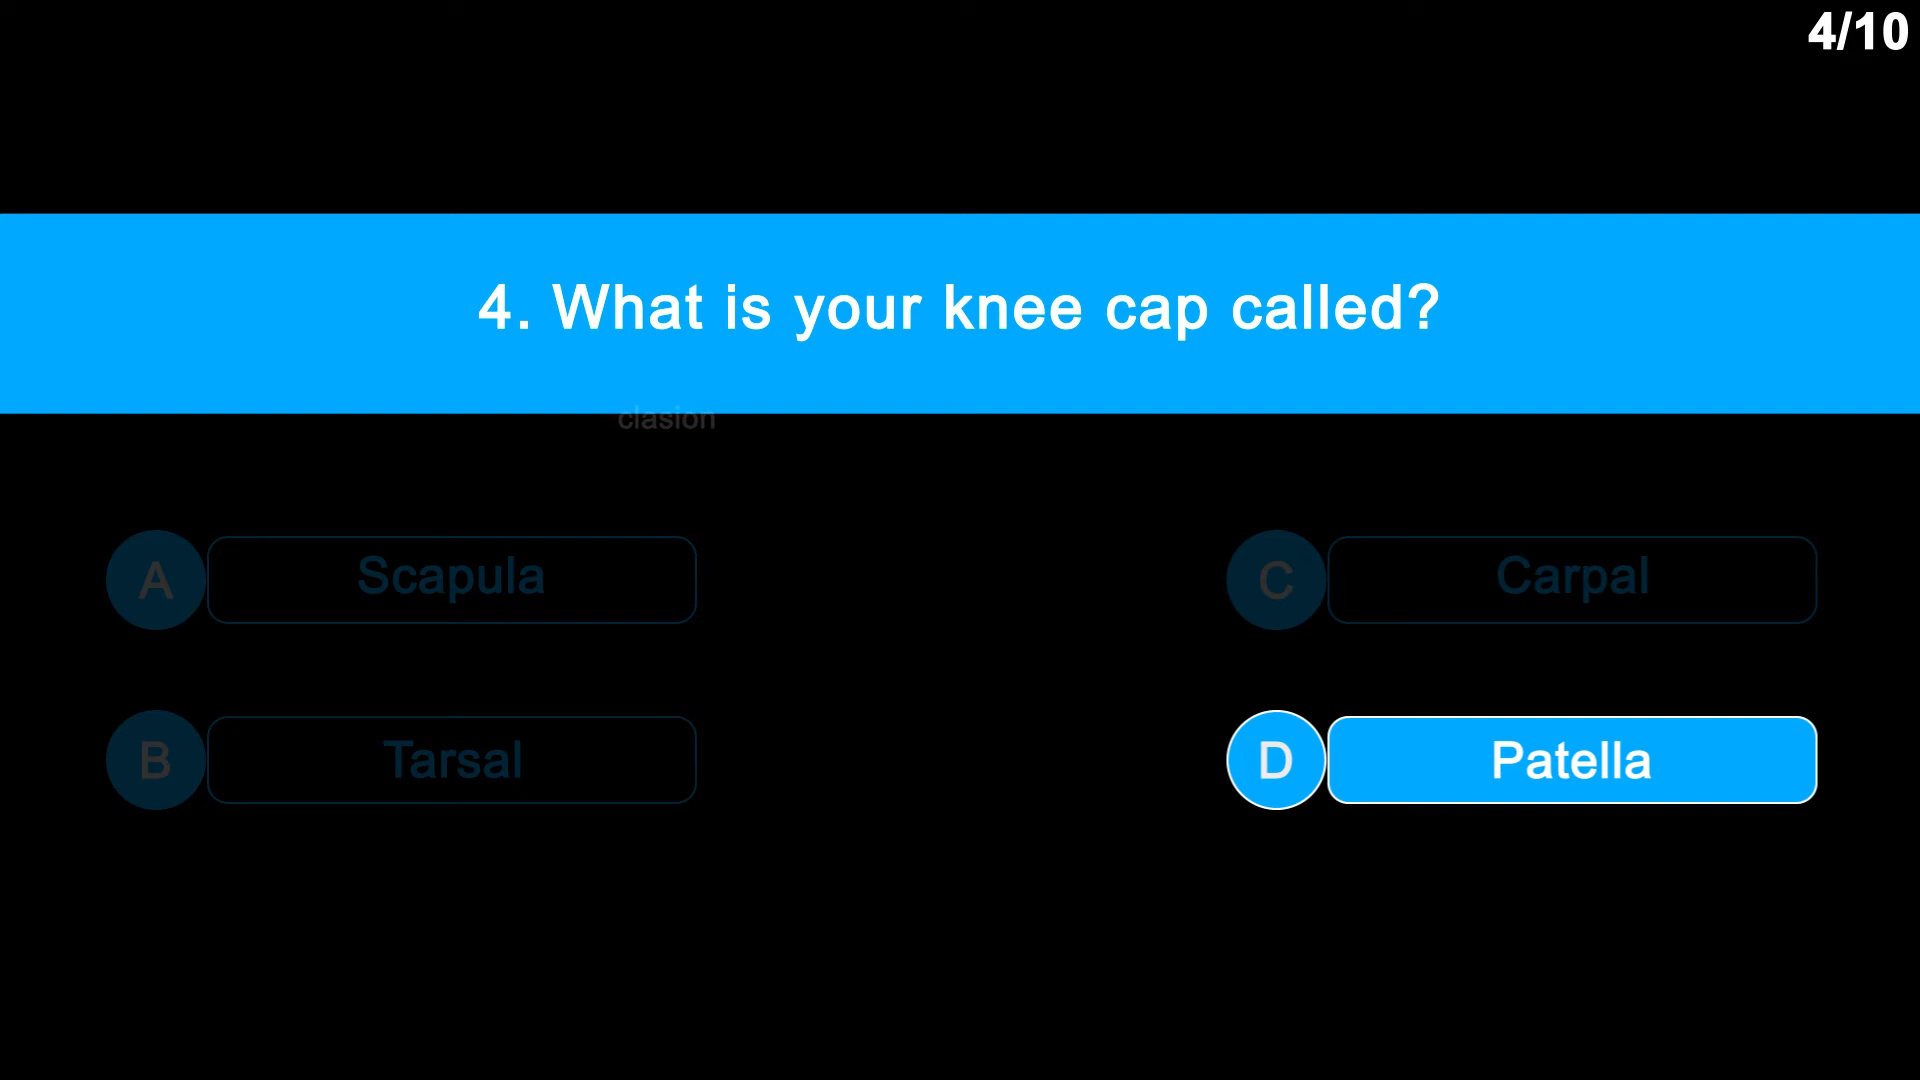 4/10
4. What is your knee cap called?
clasion
A Scapula
C Carpal
B Tarsal
D Patella